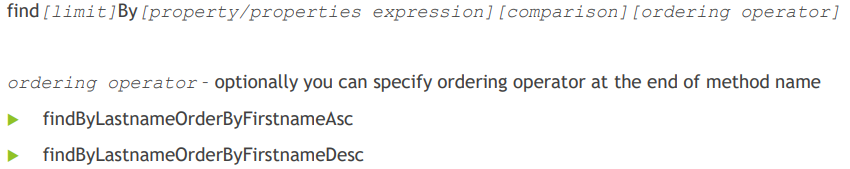 find[limit]By[property/properties expression][comparison][ordering operator]
ordering operator - optionally you can specify ordering operator at the end of method name
findByLastnameOrderByFirstnameAsc
findByLastnameOrderByFirstnameDesc